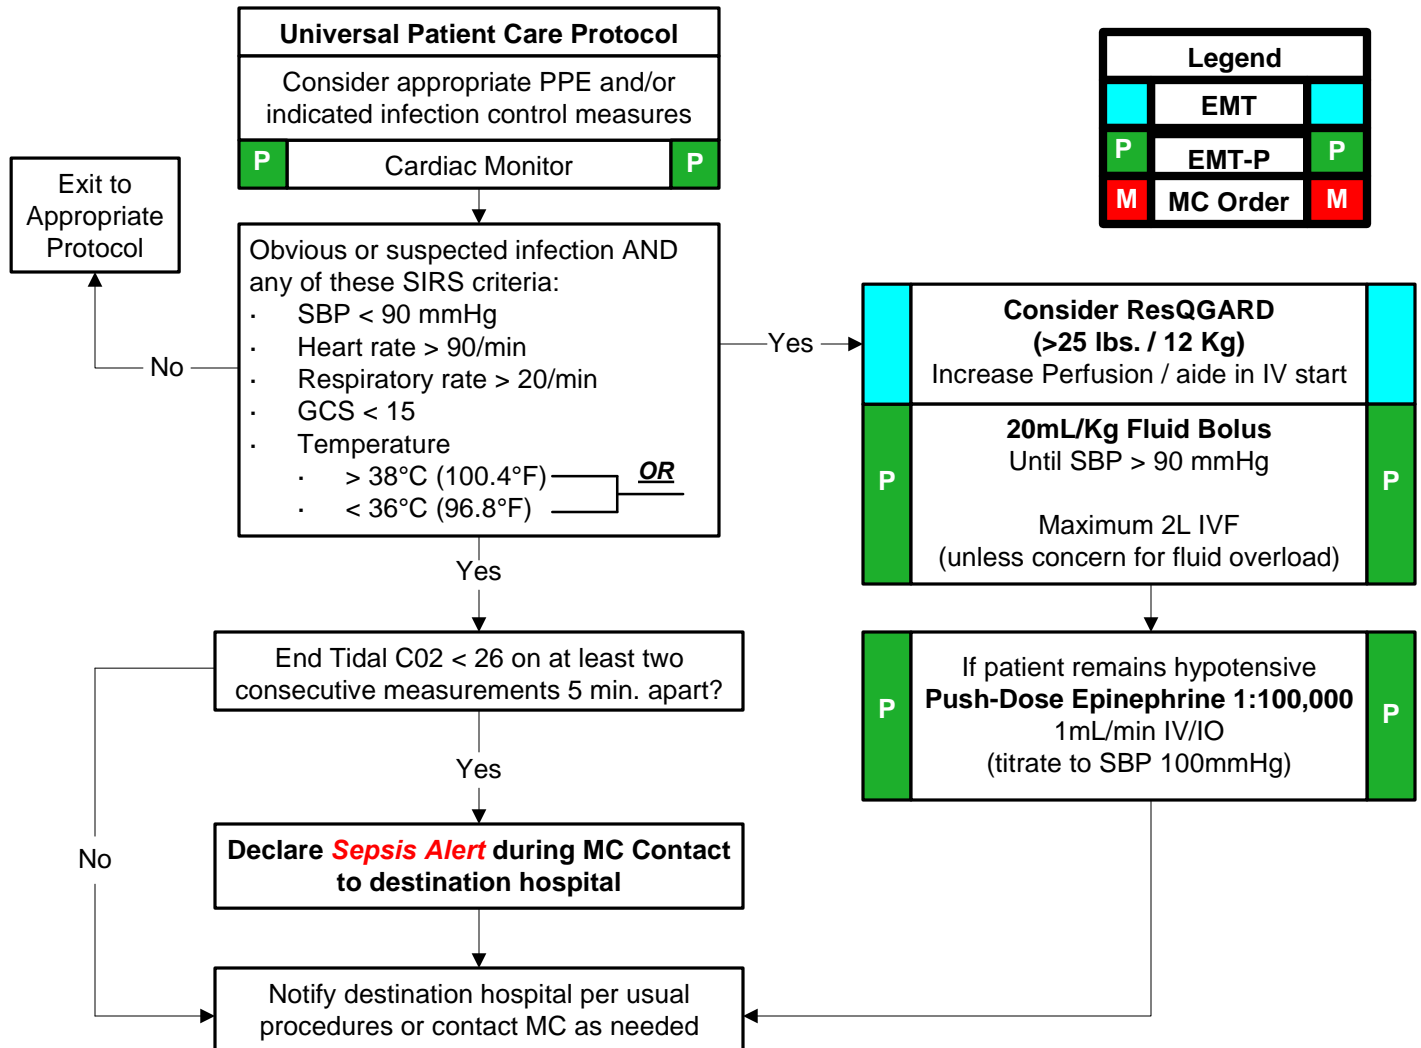 Universal Patient Care Protocol
Consider appropriate PPE and/or
indicated infection control measures
P
Cardiac Monitor
P
Legend
EMT
P
EMT-P
P
M
MC Order
M
Exit to
Appropriate
Protocol
No
Obvious or suspected infection AND
any of these SIRS criteria:
· SBP < 90 mmHg
· Heart rate > 90/min
· Respiratory rate > 20/min
· GCS < 15
· Temperature
· > 38°C (100.4°F)
· < 36°C (96.8°F)
OR
Yes
Consider ResQGARD
(>25 lbs. / 12 Kg)
Increase Perfusion / aide in IV start
P
20mL/Kg Fluid Bolus
Until SBP > 90 mmHg
Maximum 2L IVF
(unless concern for fluid overload)
P
Yes
End Tidal C02 < 26 on at least two
consecutive measurements 5 min. apart?
P
If patient remains hypotensive
Push-Dose Epinephrine 1:100,000
1mL/min IV/IO
(titrate to SBP 100mmHg)
P
Yes
No
Declare Sepsis Alert during MC Contact
to destination hospital
Notify destination hospital per usual
procedures or contact MC as needed